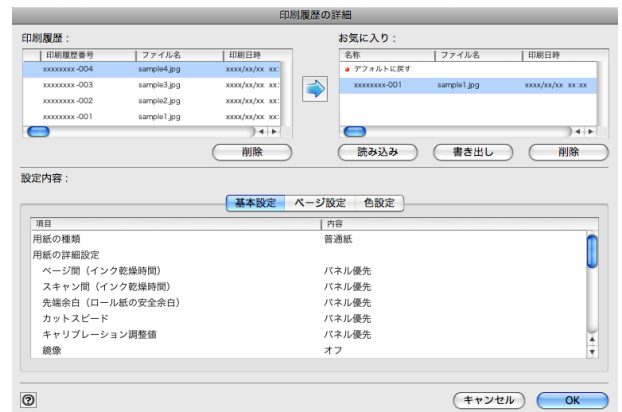 印刷履歴の詳細
印刷履歴：
印刷履歴番号 ファイル名 印刷日時
xxxxxxxx -004 sample4.jpg xxxx/xx/xx xx:
xxxxxxxx -003 sample3.jpg xxxx/xx/xx xx:
xxxxxxxx -002 sample2.jpg xxxx/xx/xx xx:
xxxxxxxx -001 sample1.jpg xxxx/xx/xx xx:
削除
お気に入り：
名称 ファイル名 印刷日時
デフォルトに戻す
xxxxxxxx-001 sample1.jpg xxxx/xx/xx xx:xx
読み込み 書き出し 削除
設定内容：
基本設定 ページ設定 色設定
項目 内容
用紙の種類 普通紙
用紙の詳細設定
ページ間（インク乾燥時間） パネル優先
スキャン間（インク乾燥時間） パネル優先
先端余白（ロール紙の安全余白） パネル優先
カットスピード パネル優先
キャリブレーション調整値 パネル優先
鏡像 オフ
? キャンセル OK